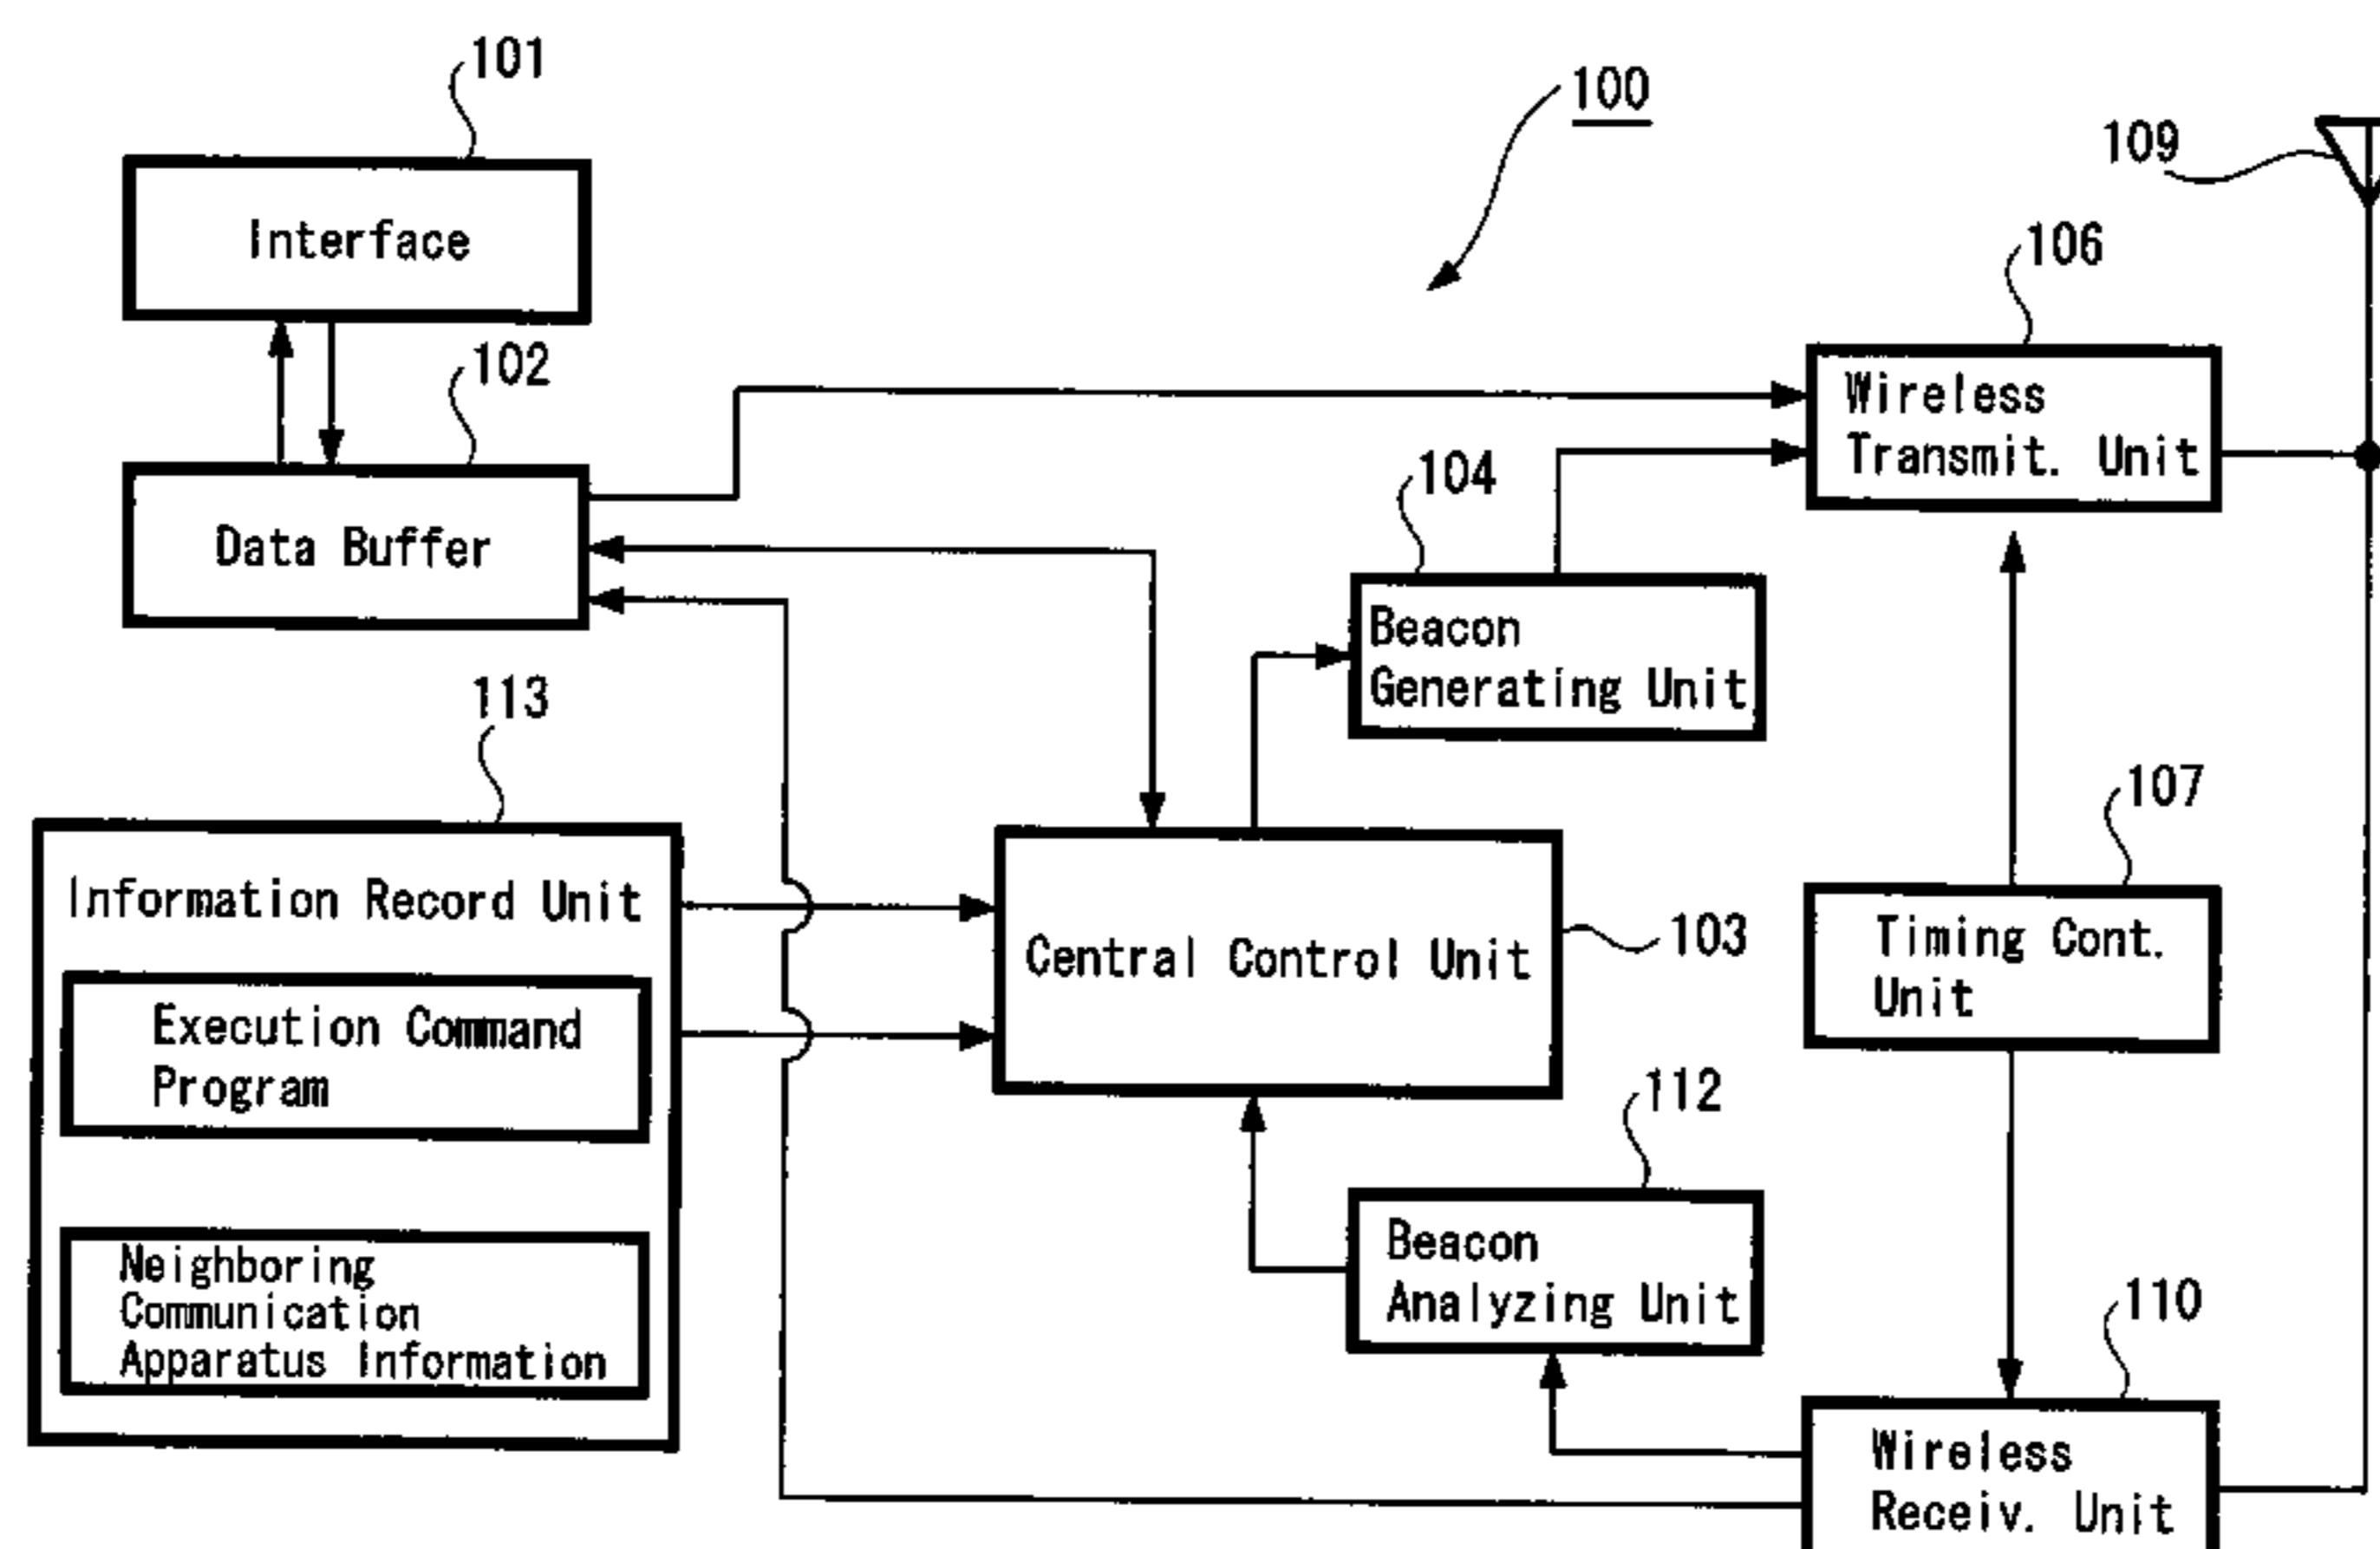 101
100
109
Interface
106
102
Wireless
Transmit. Unit
104
Data Buffer
Beacon
Generating Unit
113
107
Information Record Unit
Central Control Unit
103
Timing Cont.
Unit
Execution Command
Program
112
Beacon
Analyzing Unit
Neighboring
Communication
Apparatus Information
110
Wireless
Receiv. Unit